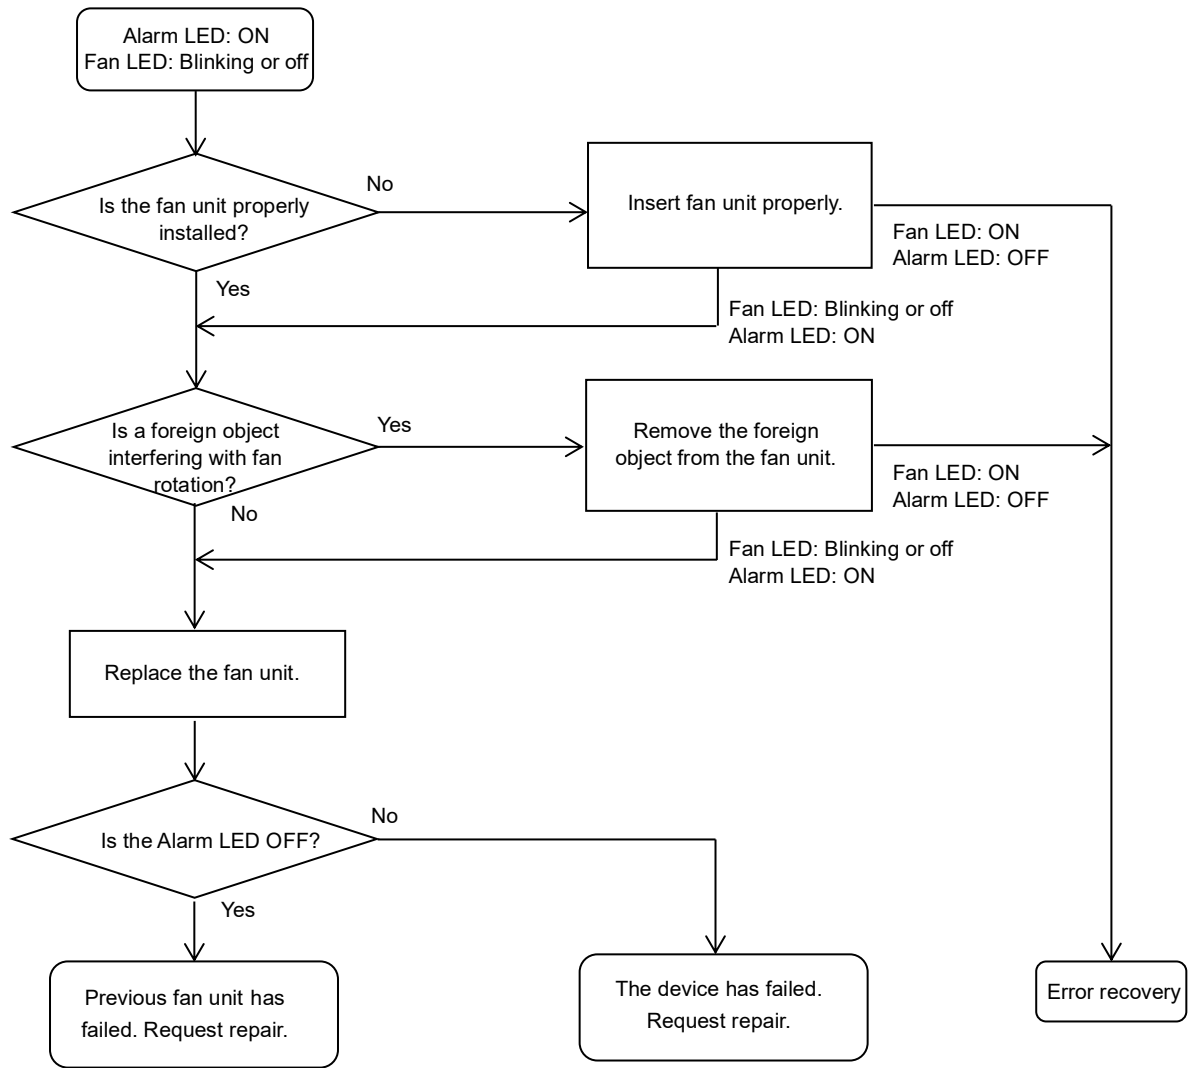 Alarm LED: ON
Fan LED: Blinking or off
No
Is the fan unit properly
installed?
Insert fan unit properly.
Fan LED: ON
Alarm LED: OFF
Yes
Fan LED: Blinking or off
Alarm LED: ON
Is a foreign object
interfering with fan
rotation?
Yes
Remove the foreign
object from the fan unit.
Fan LED: ON
Alarm LED: OFF
No
Fan LED: Blinking or off
Alarm LED: ON
Replace the fan unit.
No
Is the Alarm LED OFF?
Yes
Previous fan unit has
failed. Request repair.
The device has failed.
Request repair.
Error recovery